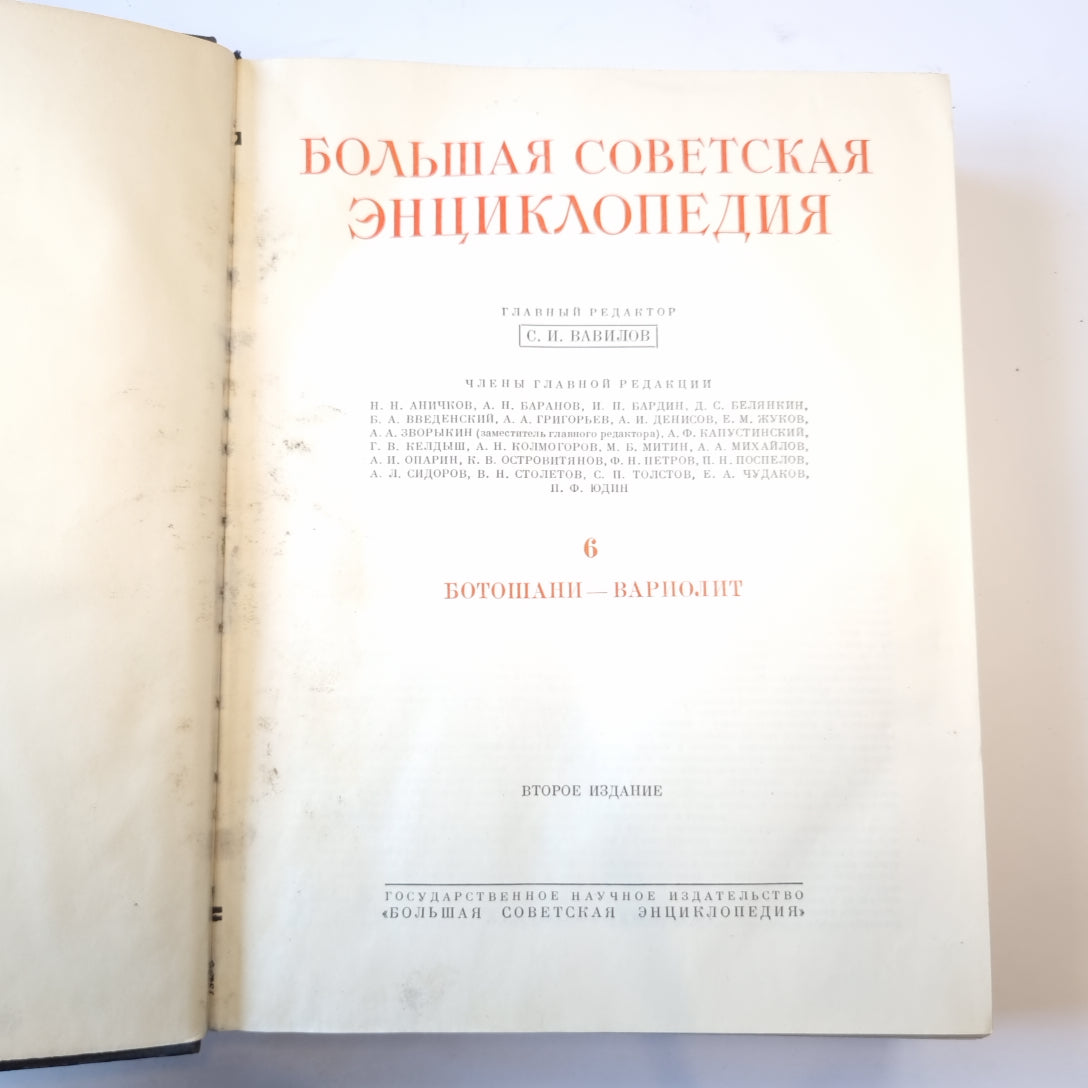 БОЛЬШАЯ СОВЕТСКАЯ
ЭНЦИКЛОПЕДИЯ
ГЛАВНЫЙ РЕДАКТОР
С. И. ВАВИЛОВ
ЧЛЕНЫ ГЛАВНОЙ РЕДАКЦИИ
Н. Н. АНИЧКОВ, А. Н. БАРАНОВ, И. П. БАРДИН, Д. С. БЕЛЯНКИН,
Б. А. ВВЕДЕНСКИЙ, А. А. ГРИГОРЬЕВ, А. И. ДЕНИСОВ, Е. М. ЖУКОВ,
А. А. ЗВОРЫКИН (заместитель главного редактора), А. Ф. КАПУСТИНСКИЙ,
Г. В. КЕЛДЫШ, А. Н. КОЛМОГОРОВ, М. Б. МИТИН, А. А. МИХАЙЛОВ,
А. И. ОПАРИН, К. В. ОСТРОВИТЯНОВ, Ф. Н. ПЕТРОВ, П. Н. ПОСПЕЛОВ,
А. Л. СИДОРОВ, В. Н. СТОЛЕТОВ, С. П. ТОЛСТОВ, Е. А. ЧУДАКОВ,
П. Ф. ЮДИН
6
БОТОШАНИ — ВАРИОЛИТ
ВТОРОЕ ИЗДАНИЕ
ГОСУДАРСТВЕННОЕ НАУЧНОЕ ИЗДАТЕЛЬСТВО
«БОЛЬШАЯ СОВЕТСКАЯ ЭНЦИКЛОПЕДИЯ»